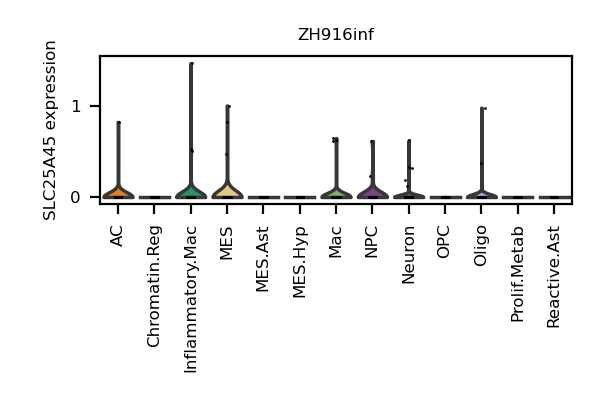 ZH916inf
SLC25A45 expression
1
0
AC
Chromatin.Reg
Inflammatory.Mac
MES
MES.Ast
MES.Hyp
Mac
NPC
Neuron
OPC
Oligo
Prolif.Metab
Reactive.Ast